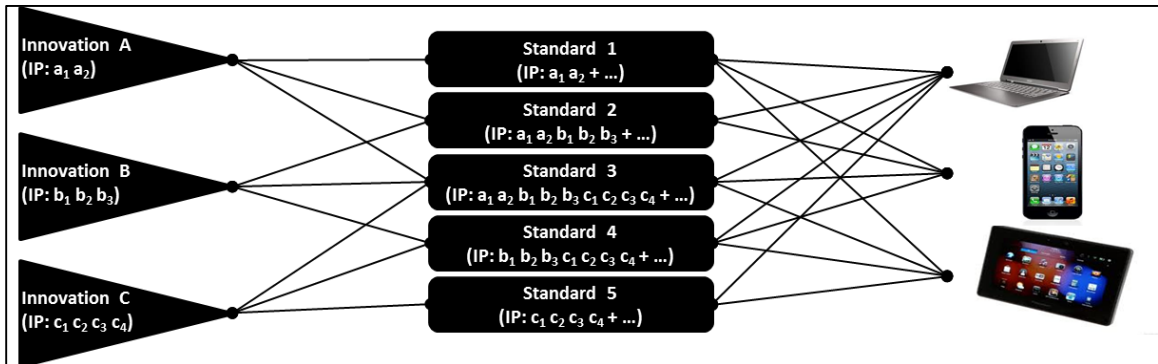 Innovation A
(IP: a₁ a₂)
Innovation B
(IP: b₁ b₂ b₃)
Innovation C
(IP: c₁ c₂ c₃ c₄)
Standard 1
(IP: a₁ a₂ + ...)
Standard 2
(IP: a₁ a₂ b₁ b₂ b₃ + ...)
Standard 3
(IP: a₁ a₂ b₁ b₂ b₃ c₁ c₂ c₃ c₄ + ...)
Standard 4
(IP: b₁ b₂ b₃ c₁ c₂ c₃ c₄ + ...)
Standard 5
(IP: c₁ c₂ c₃ c₄ + ...)